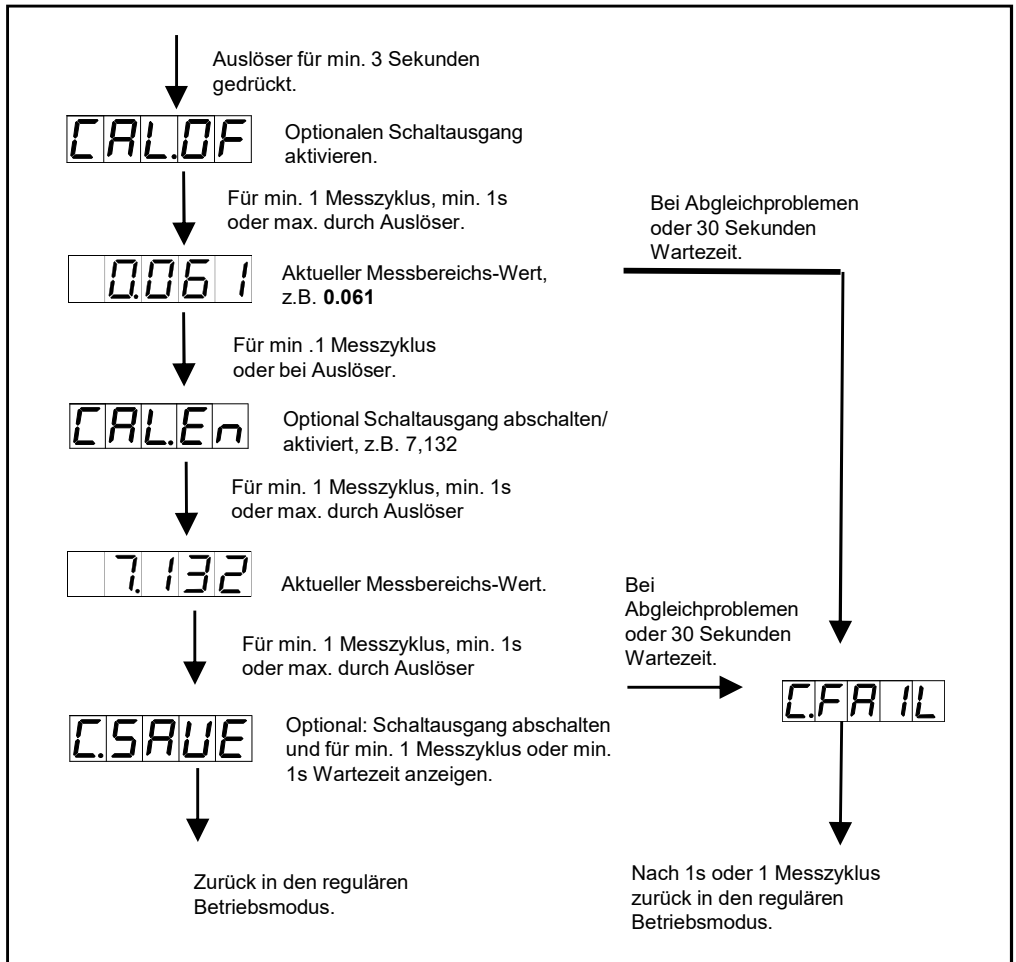 Auslöser für min. 3 Sekunden
gedrückt.
CAL.OF
Optionalen Schaltausgang
aktivieren.
Für min. 1 Messzyklus, min. 1s
oder max. durch Auslöser.
Bei Abgleichproblemen
oder 30 Sekunden
Wartezeit.
0.061
Aktueller Messbereichs-Wert,
z.B. 0.061
Für min .1 Messzyklus
oder bei Auslöser.
CAL.En
Optional Schaltausgang abschalten/
aktiviert, z.B. 7,132
Für min. 1 Messzyklus, min. 1s
oder max. durch Auslöser
7.132
Aktueller Messbereichs-Wert.
Bei
Abgleichproblemen
oder 30 Sekunden
Wartezeit.
Für min. 1 Messzyklus, min. 1s
oder max. durch Auslöser
C.FAIL
C.SAUE
Optional: Schaltausgang abschalten
und für min. 1 Messzyklus oder min.
1s Wartezeit anzeigen.
Zurück in den regulären
Betriebsmodus.
Nach 1s oder 1 Messzyklus
zurück in den regulären
Betriebsmodus.